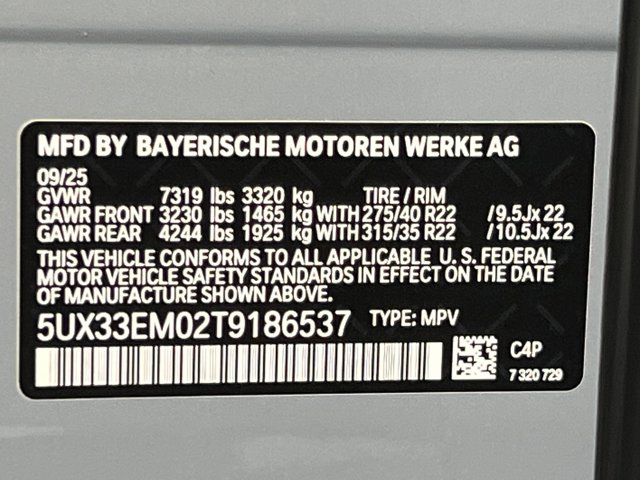 MFD BY BAYERISCHE MOTOREN WERKE AG
09/25
GVWR 7319 lbs 3320 kg TIRE / RIM
GAWR FRONT 3230 lbs 1465 kg WITH 275/40 R22 /9.5Jx 22
GAWR REAR 4244 lbs 1925 kg WITH 315/35 R22 /10.5Jx 22
THIS VEHICLE CONFORMS TO ALL APPLICABLE U. S. FEDERAL
MOTOR VEHICLE SAFETY STANDARDS IN EFFECT ON THE DATE
OF MANUFACTURE SHOWN ABOVE.
5UX33EM02T9186537 TYPE: MPV
C4P
7 320 729